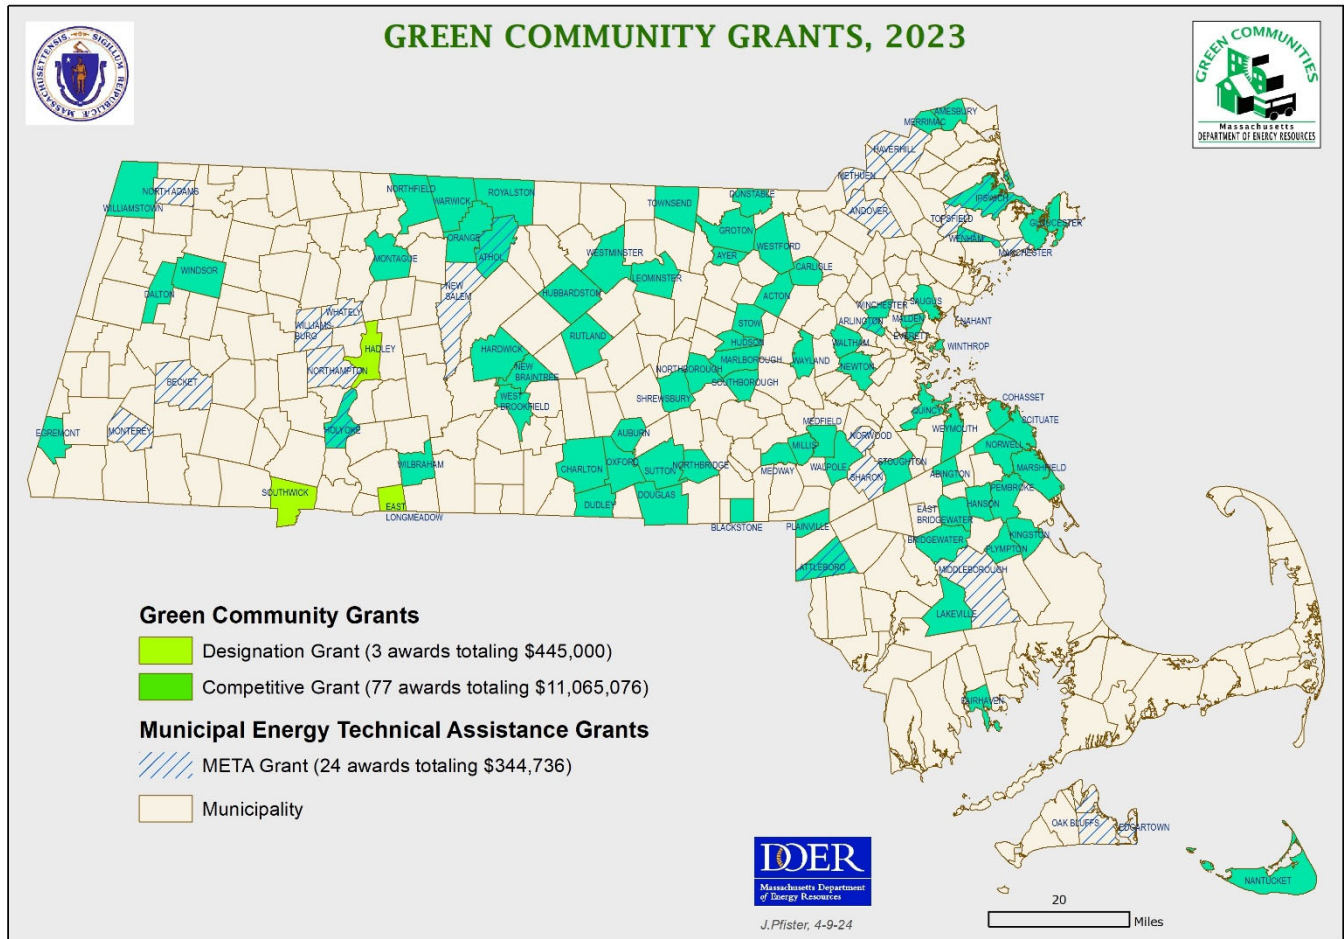 GREEN COMMUNITY GRANTS, 2023
SIGILLUM REIPUBLICÆ MASSACHUSETTENSIS
GREEN COMMUNITIES
Massachusetts
DEPARTMENT OF ENERGY RESOURCES
AMESBURY
MERRIMAC
HAVERHILL
METHUEN
ANDOVER
IPSWICH
TOPSFIELD
GLOUCESTER
WENHAM
MANCHESTER
NORTH ADAMS
WILLIAMSTOWN
NORTHFIELD
WARWICK
ROYALSTON
TOWNSEND
DUNSTABLE
GROTON
WESTFORD
AYER
CARLISLE
ORANGE
ATHOL
MONTAGUE
WESTMINSTER
LEOMINSTER
WINDSOR
DALTON
NEW
SALEM
HUBBARDSTOM
ACTON
STOW
HUDSON
WINCHESTER
SAUGUS
ARLINGTON
MALDEN
NAHANT
EVERETT
WINTHROP
WHATELY
WILLIAMS
BURG
HADLEY
NORTHAMPTON
RUTLAND
HARDWICK
NEW
BRAINTREE
MARLBOROUGH
NORTHBOROUGH
SOUTHBOROUGH
WAYLAND
WALTHAM
NEWTON
BECKET
WEST
BROOKFIELD
SHREWSBURY
COHASSET
SCITUATE
QUINCY
WEYMOUTH
MEDFIELD
NORWOOD
NORWELL
EGREMONT
MONTEREY
HOLYOKE
AUBURN
MILLIS
MEDWAY
WALPOLE
SHARON
STOUGHTON
ABINGTON
MARSHFIELD
PEMBROKE
WILBRAHAM
CHARLTON
OXFORD
SUTTON
NORTHBRIDGE
SOUTHWICK
EAST
LONGMEADOW
DUDLEY
DOUGLAS
BLACKSTONE
PLAINVILLE
EAST
BRIDGEWATER
HANSON
BRIDGEWATER
KINGSTON
PLYMPTON
ATTLEBORO
MIDDLEBOROUGH
LAKEVILLE
FAIRHAVEN
OAK BLUFFS
EDGARTOWN
NANTUCKET
Green Community Grants
Designation Grant (3 awards totaling $445,000)
Competitive Grant (77 awards totaling $11,065,076)
Municipal Energy Technical Assistance Grants
META Grant (24 awards totaling $344,736)
Municipality
DOER
Massachusetts Department
of Energy Resources
J.Pfister, 4-9-24
20
Miles